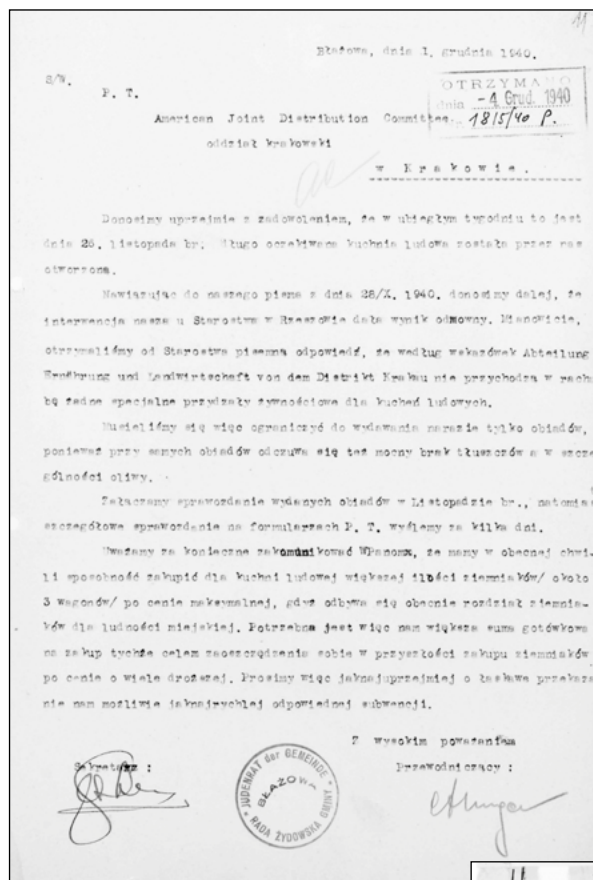 11
Błażowa, dnia 1, grudnia 1940.
S/W.
P. T.
OTRZYMANO
dnia - 4 Grud. 1940
1815/40 P.
American Joint Distribution Committee
oddział krakowski
w Krakowie.
Donosimy uprzejmie z zadowoleniem, że w ubiegłym tygodniu to jest
dnia 25. listopada br. długo oczekiwana kuchnia ludowa została przez nas
otworzona.
Nawiązując do naszego pisma z dnia 28/X. 1940. donosimy dalej, że
interwencja nasza u Starostwa w Rzeszowie dała wynik odmowny. Mianowicie,
otrzymaliśmy od Starostwa pisemną odpowiedź, że według wskazówek Abteilung
Ernährung und Landwirtschaft von dem Distrikt Krakau nie przychodzą w rachu
bę żadne specjalne przydziały żywnościowe dla kuchen ludowych.
Musieliśmy się więc ograniczyć do wydawania narazie tylko obiadów,
ponieważ przy samych obiadów odczuwa się też mocny brak tłuszczów a w szcze
gólności oliwy.
Załączamy sprawozdanie wydanych obiadów w Listopadzie br., natomias
szczegółowe sprawozdanie na formularzach P. T. wyślemy za kilka dni.
Uważamy za konieczne zakomunikować WPanomx, że mamy w obecnej chwi-
li sposobność zakupić dla kuchni ludowej większej ilości ziemniaków/ około
3 wagonów/ po cenie maksymalnej, gdyż odbywa się obecnie rozdział ziemnia-
ków dla ludności miejskiej. Potrzebna jest więc nam większa suma gotówkowa
na zakup tychże celem zaoszczędzenia sobie w przyszłości zakupu ziemniaków
po cenie o wiele droższej. Prosimy więc jaknajuprzejmiej o łaskawe przekaza
nie nam możliwie jaknajrychlej odpowiedniej subwencji.
Z wysokim poważaniem
Sekretarz :
Przewodniczący :
JUDENRAT der GEMEINDE
BŁAŻOWA
RADA ŻYDOWSKA GMINY